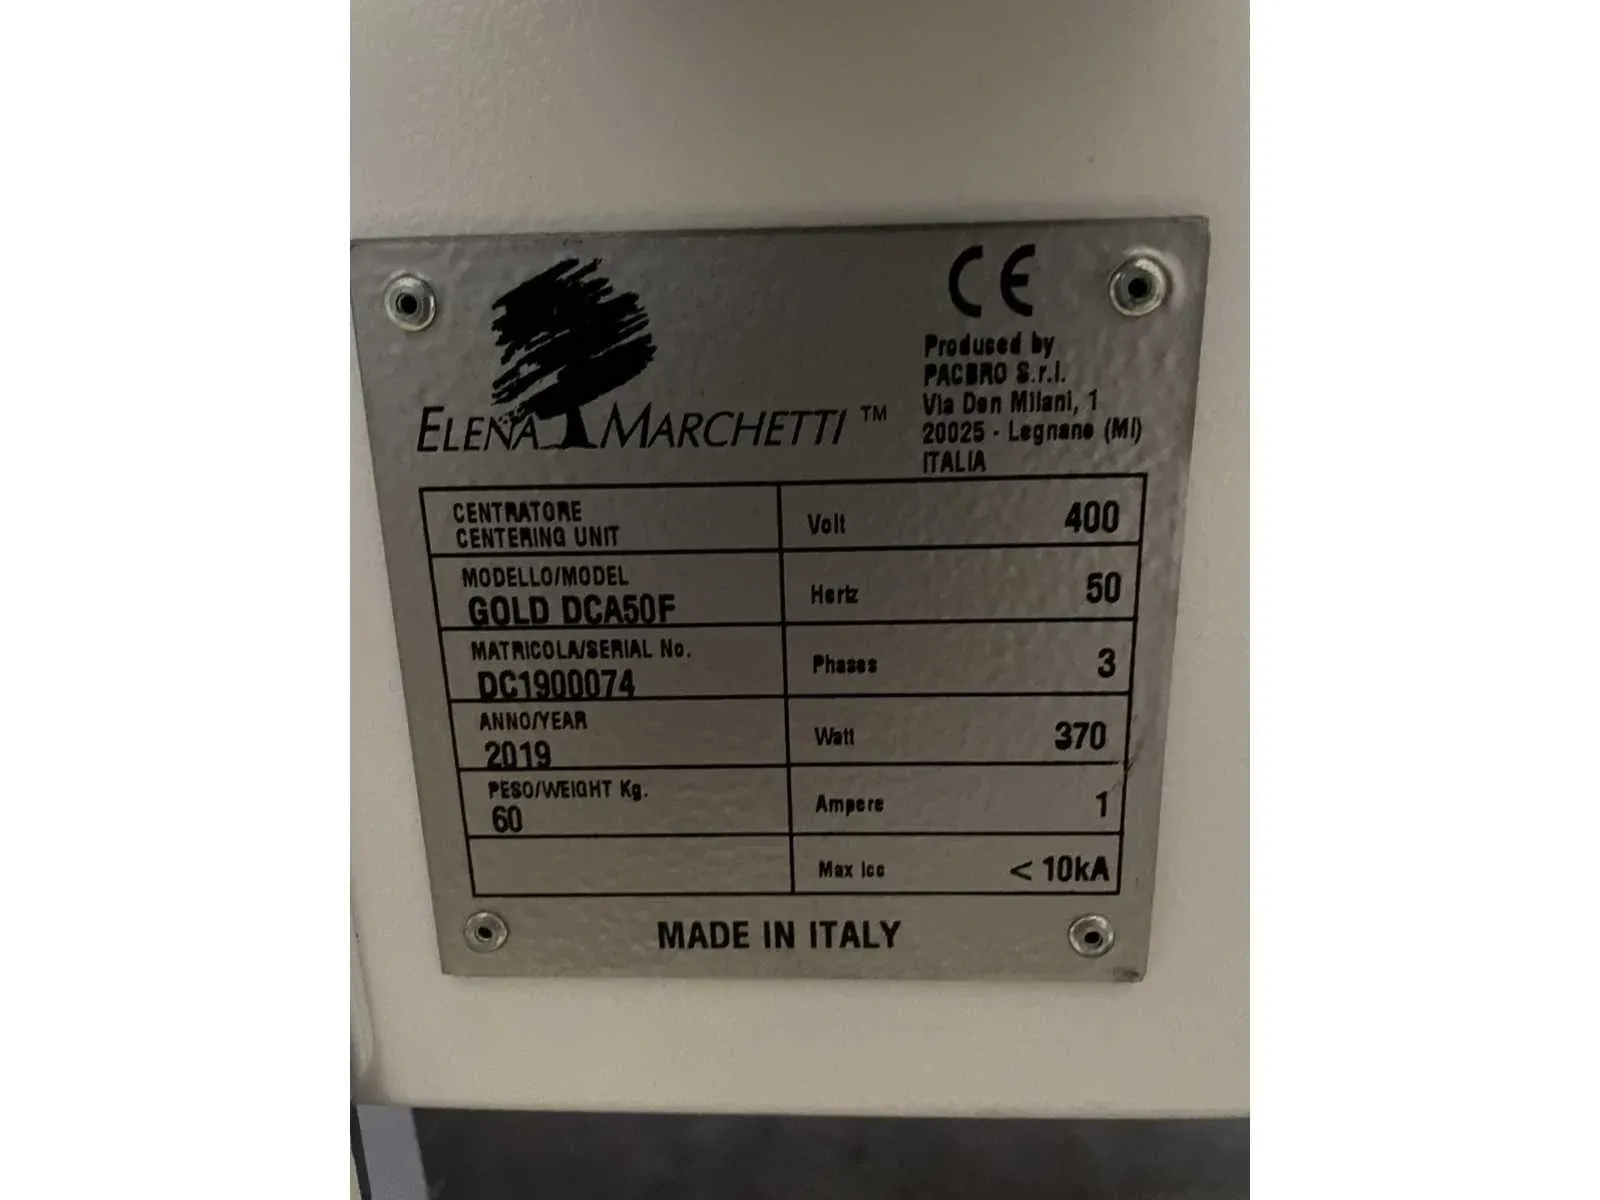 CE
Produced by
PACBRO S.r.l.
Via Don Milani, 1
20025 - Legnano (MI)
ITALIA
ELENA MARCHETTI ™
CENTRATORE
CENTERING UNIT
Volt 400
MODELLO/MODEL
GOLD DCA50F
Hertz 50
MATRICOLA/SERIAL No.
DC1900074
Phases 3
ANNO/YEAR
2019
Watt 370
PESO/WEIGHT Kg.
60
Ampere 1
Max Icc < 10kA
MADE IN ITALY